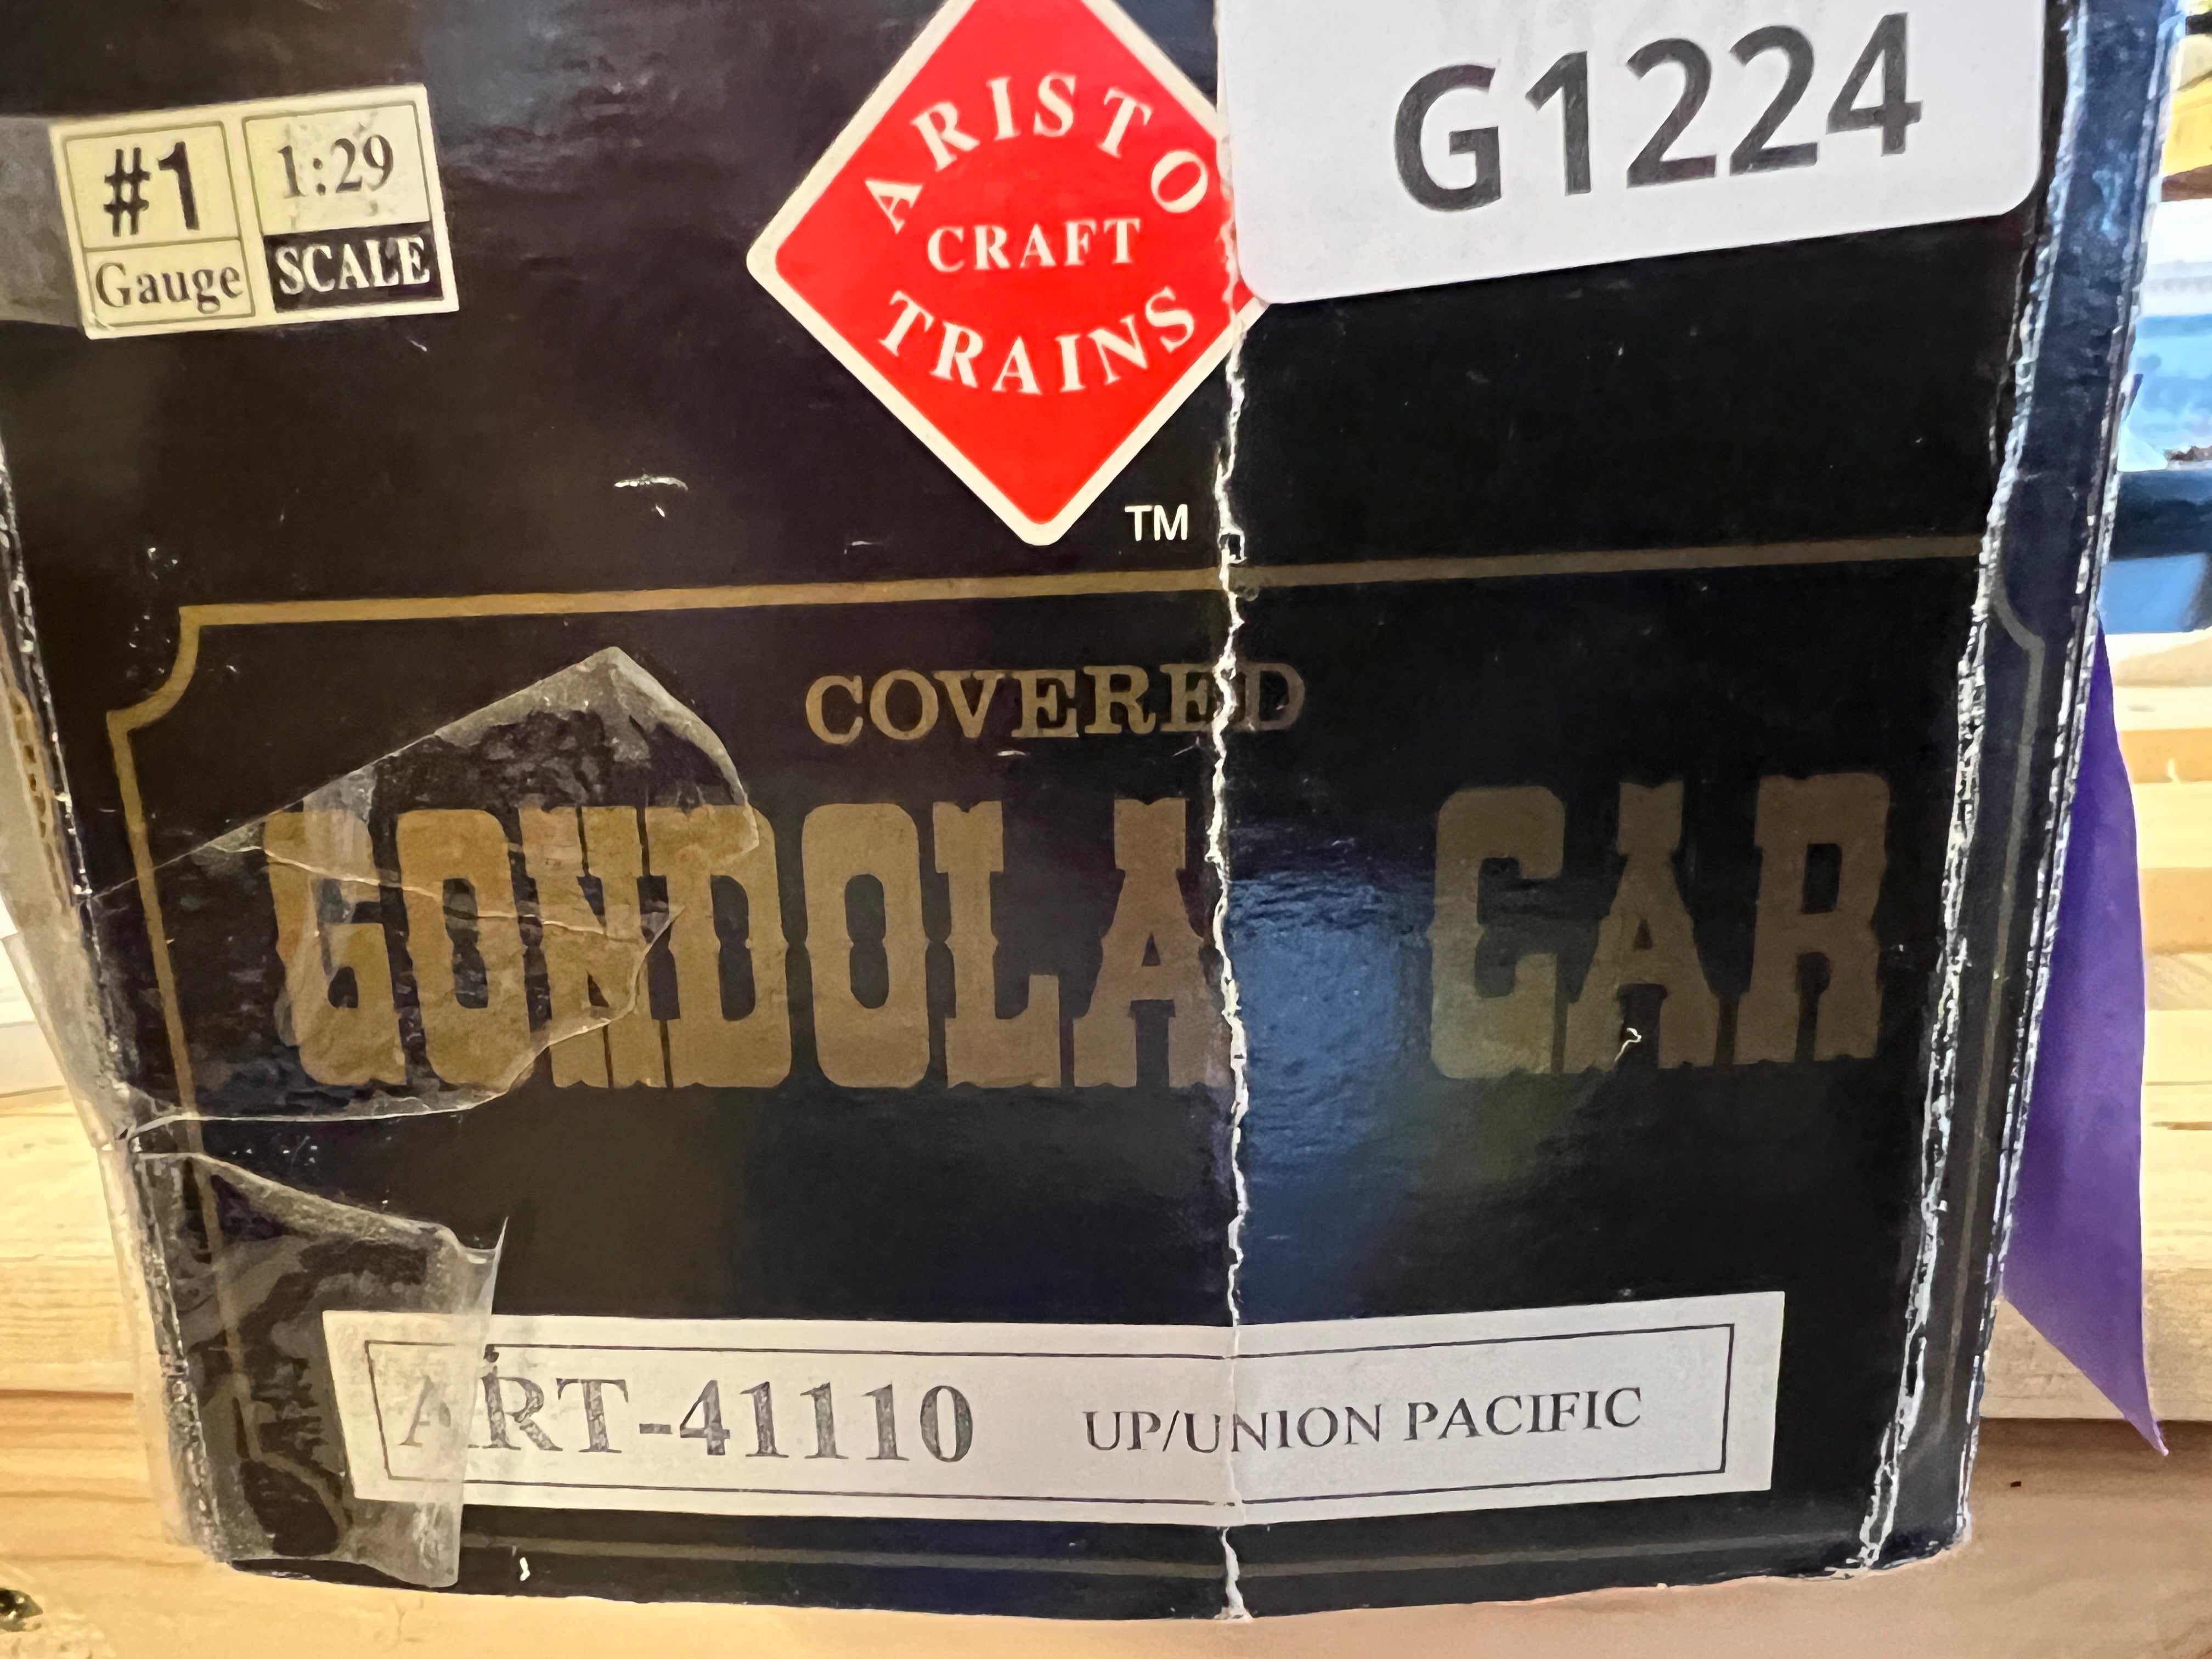 #1
Gauge
1:29
SCALE
ARISTO
CRAFT
TRAINS
TM
G1224
COVERED
GONDOLA CAR
ART-41110 UP/UNION PACIFIC